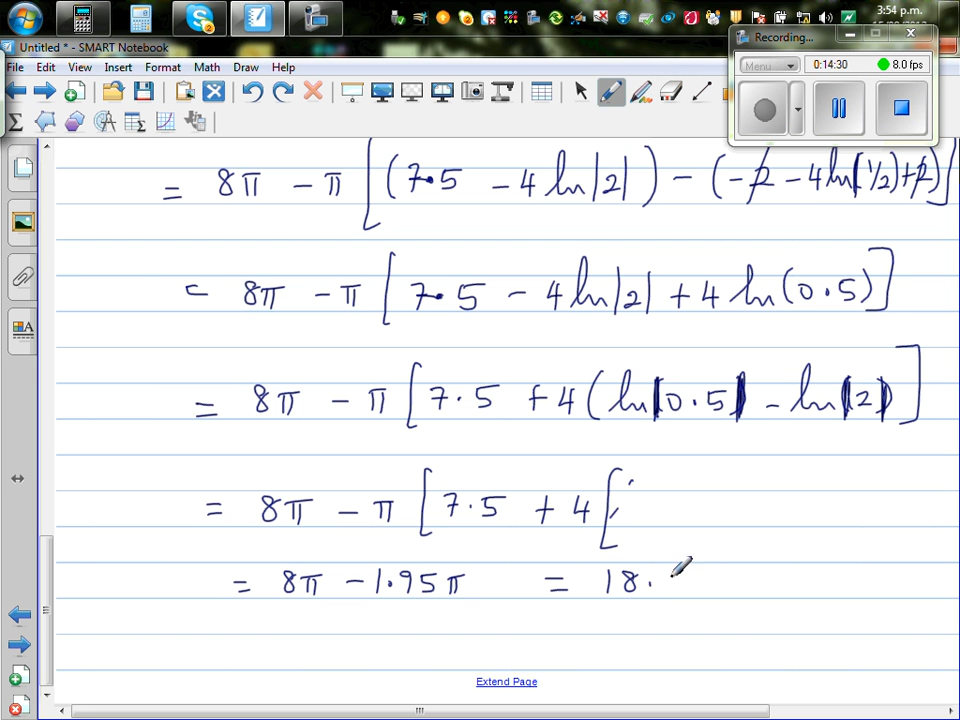 3:54 p.m.
Untitled * - SMART Notebook
Recording...
File Edit View Insert Format Math Draw Help
Menu
0:14:30
8.0 fps
= 8π - π [(7.5 - 4 ln|2|) - (-2 - 4ln(1/2)+2)]
= 8π - π [7.5 - 4 ln|2| + 4 ln(0.5)]
= 8π - π [7.5 + 4(ln|0.5| - ln|2|)]
= 8π - π [7.5 + 4[
= 8π - 1.95π = 18.
Extend Page